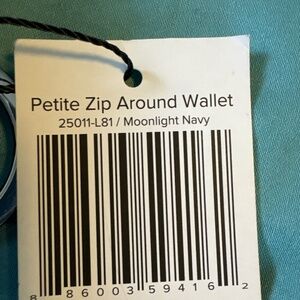 Petite Zip Around Wallet
25011-L81 / Moonlight Navy
8 86003 59416 2